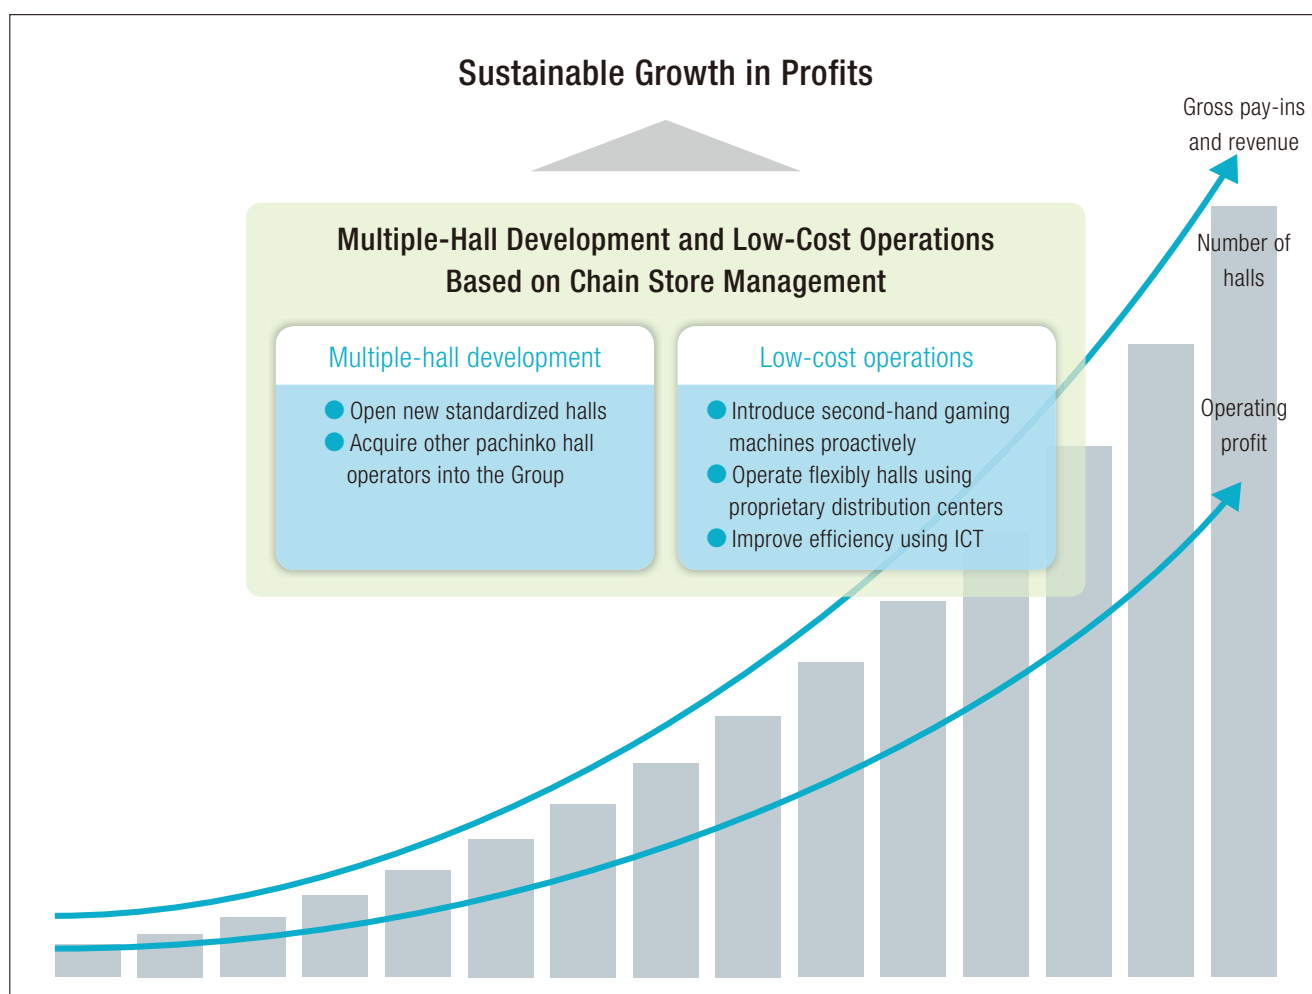 Sustainable Growth in Profits
Gross pay-ins
and revenue
Multiple-Hall Development and Low-Cost Operations
Based on Chain Store Management
Number of
halls
Multiple-hall development
Open new standardized halls
Acquire other pachinko hall
operators into the Group
Low-cost operations
Introduce second-hand gaming
machines proactively
Operate flexibly halls using
proprietary distribution centers
Improve efficiency using ICT
Operating
profit